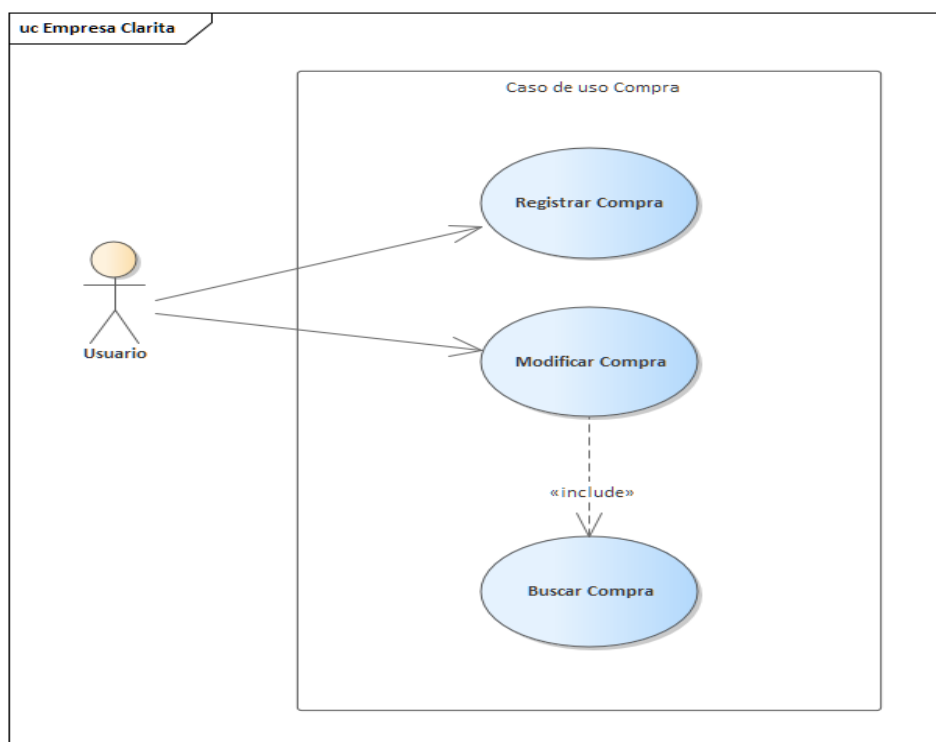 uc Empresa Clarita
Caso de uso Compra
Registrar Compra
Usuario
Modificar Compra
«include»
Buscar Compra